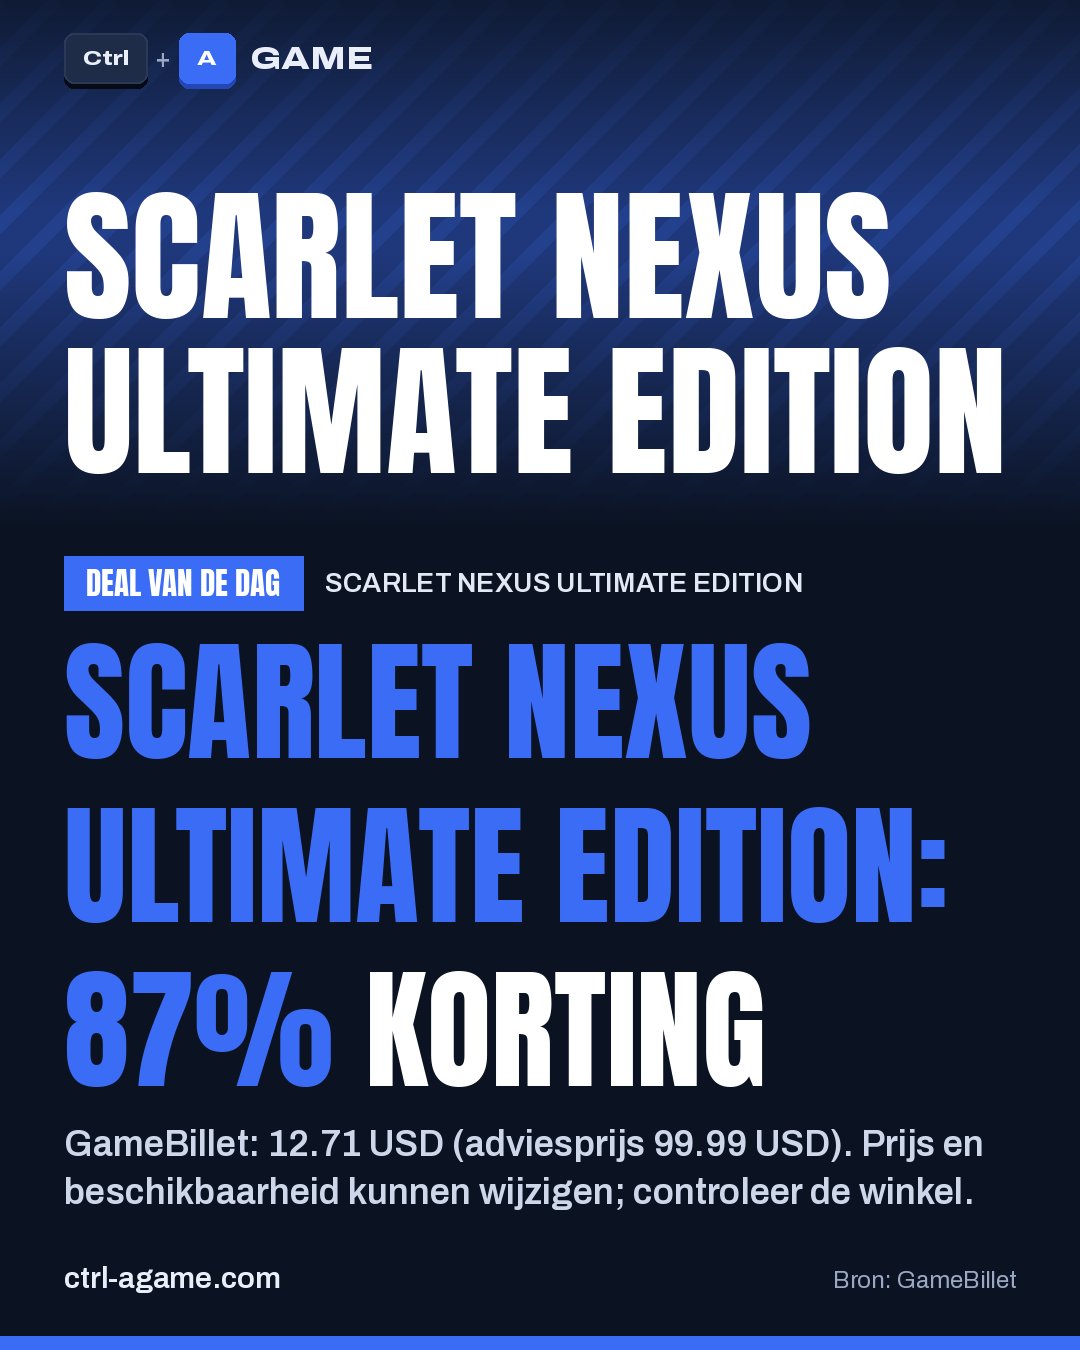 Ctrl + A GAME
SCARLET NEXUS
ULTIMATE EDITION
DEAL VAN DE DAG SCARLET NEXUS ULTIMATE EDITION
SCARLET NEXUS
ULTIMATE EDITION:
87% KORTING
GameBillet: 12.71 USD (adviesprijs 99.99 USD). Prijs en
beschikbaarheid kunnen wijzigen; controleer de winkel.
ctrl-agame.com Bron: GameBillet